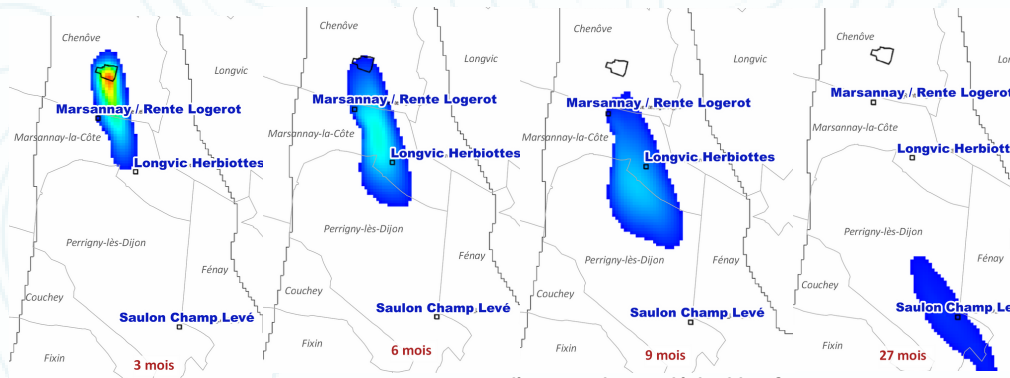 Chenôve
Longvic
Marsannay / Rente Logerot
Marsannay-la-Côte
Longvic Herbiottes
Perrigny-lès-Dijon
Fénay
Couchey
Saulon Champ Levé
Fixin
3 mois
Chenôve
Longvic
Marsannay / Rente Logerot
Marsannay-la-Côte
Longvic Herbiottes
Perrigny-lès-Dijon
Fénay
Couchey
Saulon Champ Levé
Fixin
6 mois
Chenôve
Longvic
Marsannay / Rente Logerot
Marsannay-la-Côte
Longvic Herbiottes
Perrigny-lès-Dijon
Fénay
Couchey
Saulon Champ Levé
Fixin
9 mois
Chenôve
Longvic
Marsannay / Rente Logerot
Marsannay-la-Côte
Longvic Herbiott
Perrigny-lès-Dijon
Fénay
Couchey
Saulon Champ Le
Fixin
27 mois